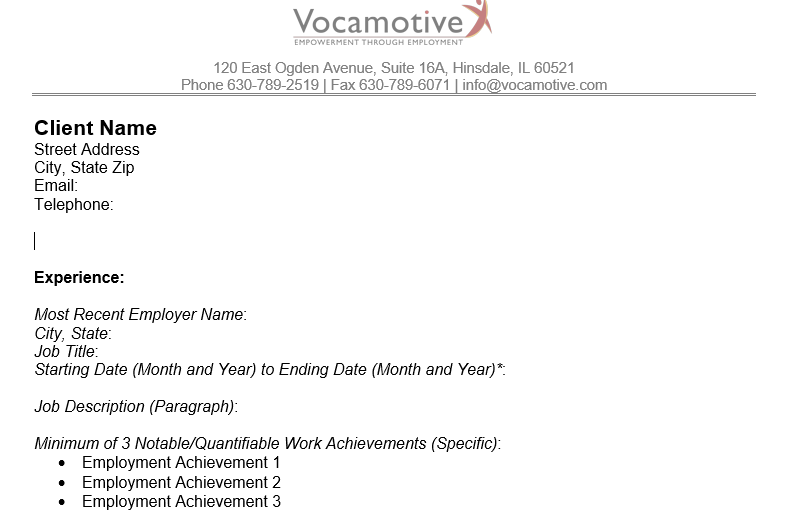 Vocamotive
EMPOWERMENT THROUGH EMPLOYMENT
120 East Ogden Avenue, Suite 16A, Hinsdale, IL 60521
Phone 630-789-2519 | Fax 630-789-6071 | info@vocamotive.com
Client Name
Street Address
City, State Zip
Email:
Telephone:
Experience:
Most Recent Employer Name:
City, State:
Job Title:
Starting Date (Month and Year) to Ending Date (Month and Year)*:
Job Description (Paragraph):
Minimum of 3 Notable/Quantifiable Work Achievements (Specific):
• Employment Achievement 1
• Employment Achievement 2
• Employment Achievement 3